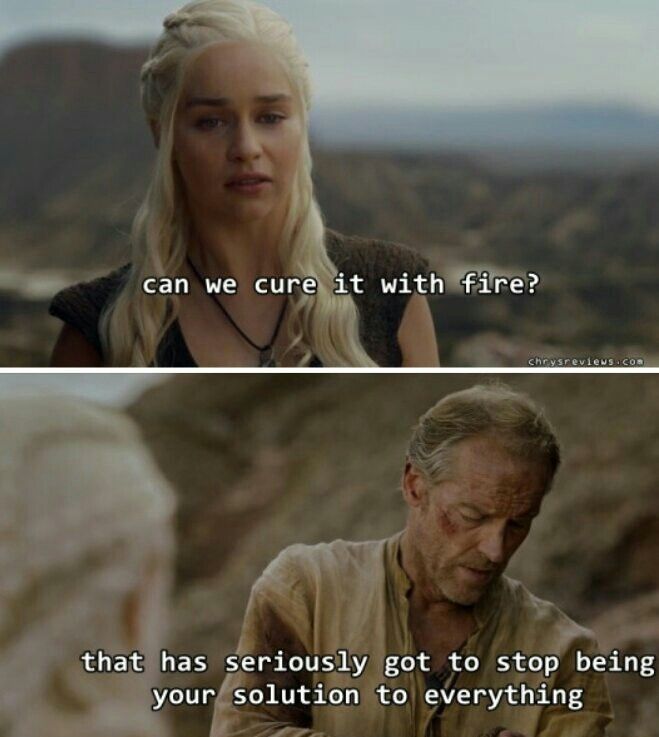 can we cure it with fire?
chrysreviews.com
that has seriously got to stop being
your solution to everything